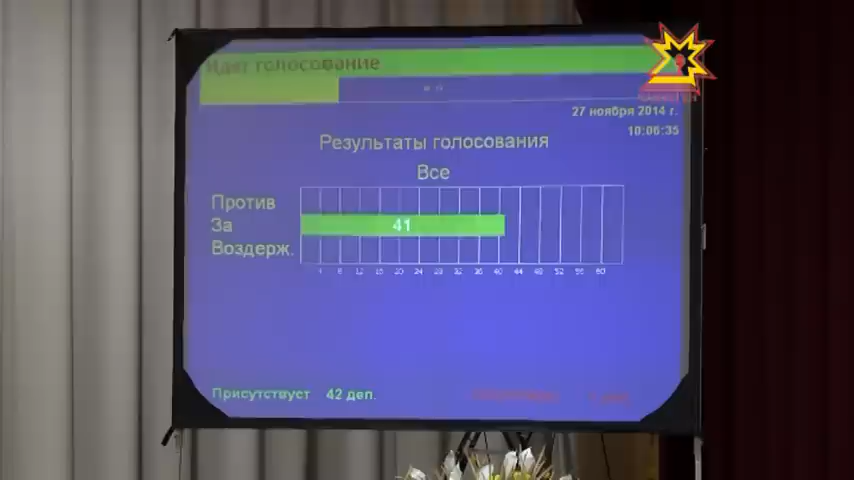 Идет голосование
27 ноября 2014 г.
10:06:35
Результаты голосования
Все
Против
За 41
Воздерж.
4 8 12 16 20 24 28 32 36 40 44 48 52 56 60
Присутствует 42 деп.